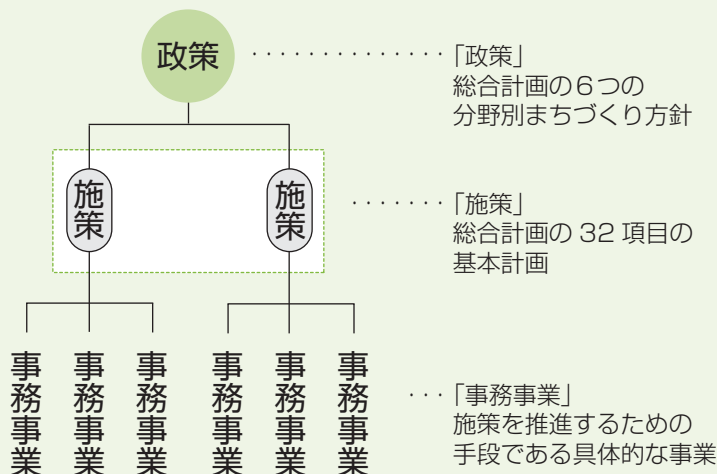 政策
・・・・・・・・・・・・・・「政策」
総合計画の6つの
分野別まちづくり方針
施策
施策
・・・・・・・「施策」
総合計画の 32 項目の
基本計画
事務事業
事務事業
事務事業
事務事業
事務事業
事務事業
・・・「事務事業」
施策を推進するための
手段である具体的な事業